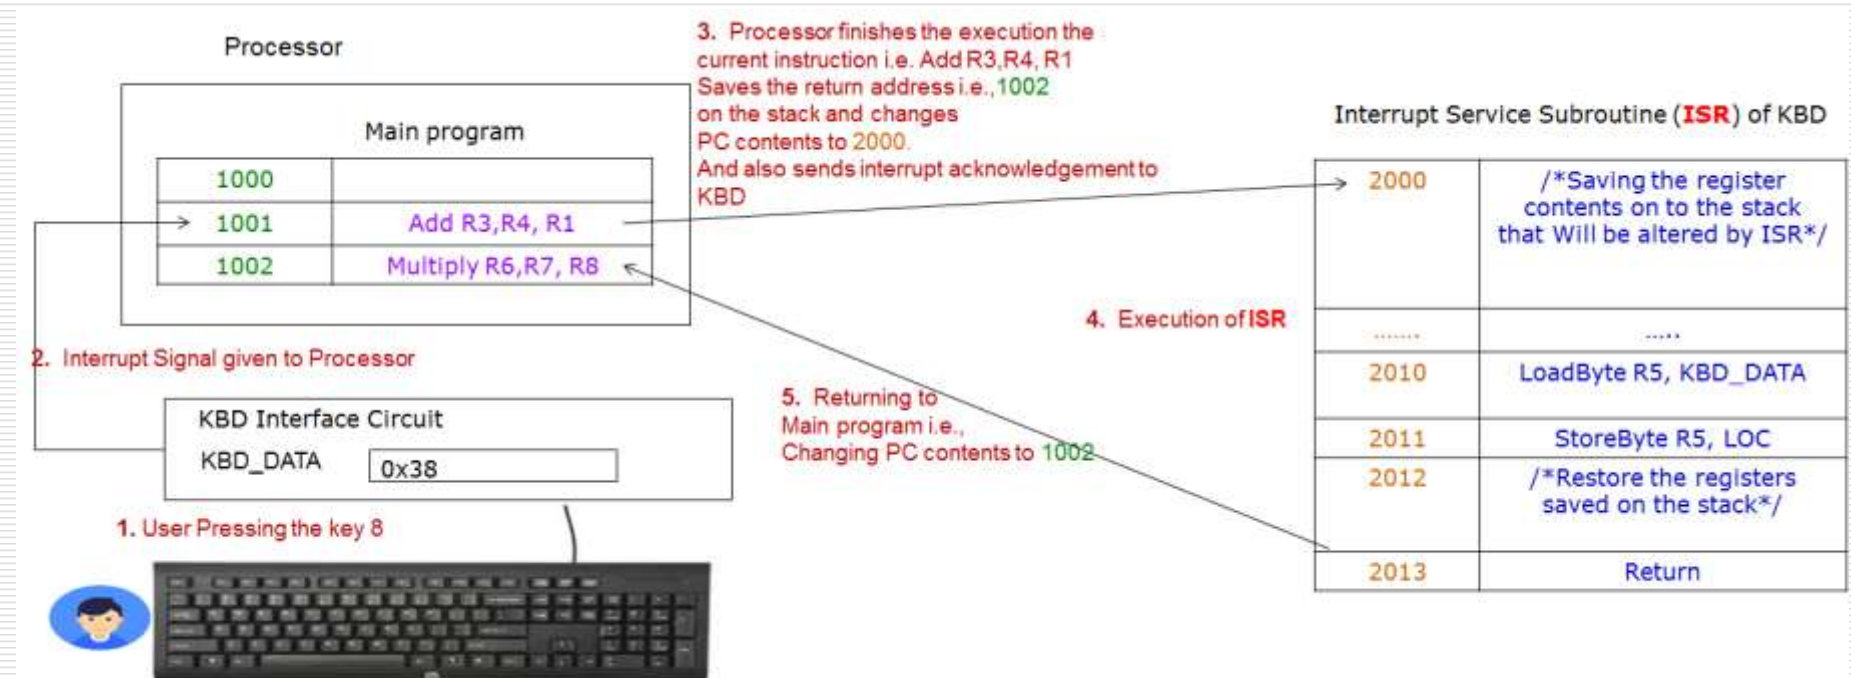 Processor
Main program
1000
1001 Add R3,R4, R1
1002 Multiply R6,R7, R8
2. Interrupt Signal given to Processor
KBD Interface Circuit
KBD_DATA 0x38
1. User Pressing the key 8
3. Processor finishes the execution the
current instruction i.e. Add R3,R4, R1
Saves the return address i.e.,1002
on the stack and changes
PC contents to 2000.
And also sends interrupt acknowledgement to
KBD
4. Execution of ISR
5. Returning to
Main program i.e.,
Changing PC contents to 1002
Interrupt Service Subroutine (ISR) of KBD
2000 /*Saving the register
contents on to the stack
that Will be altered by ISR*/
....... .....
2010 LoadByte R5, KBD_DATA
2011 StoreByte R5, LOC
2012 /*Restore the registers
saved on the stack*/
2013 Return